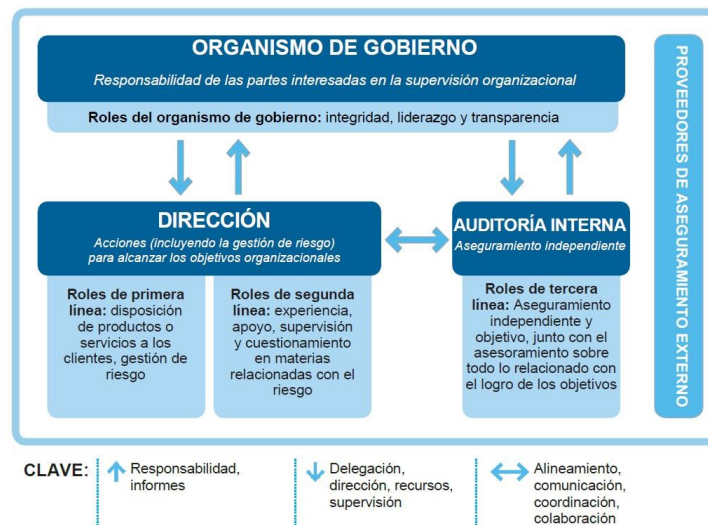 ORGANISMO DE GOBIERNO
Responsabilidad de las partes interesadas en la supervisión organizacional
Roles del organismo de gobierno: integridad, liderazgo y transparencia
DIRECCIÓN
Acciones (incluyendo la gestión de riesgo)
para alcanzar los objetivos organizacionales
Roles de primera
línea: disposición
de productos o
servicios a los
clientes, gestión de
riesgo
Roles de segunda
línea: experiencia,
apoyo, supervisión
y cuestionamiento
en materias
relacionadas con el
riesgo
AUDITORÍA INTERNA
Aseguramiento independiente
Roles de tercera
línea: Aseguramiento
independiente y
objetivo, junto con el
asesoramiento sobre
todo lo relacionado con
el logro de los objetivos
PROVEEDORES DE ASEGURAMIENTO EXTERNO
CLAVE:
Responsabilidad,
informes
Delegación,
dirección, recursos,
supervisión
Alineamiento,
comunicación,
coordinación,
colaboración